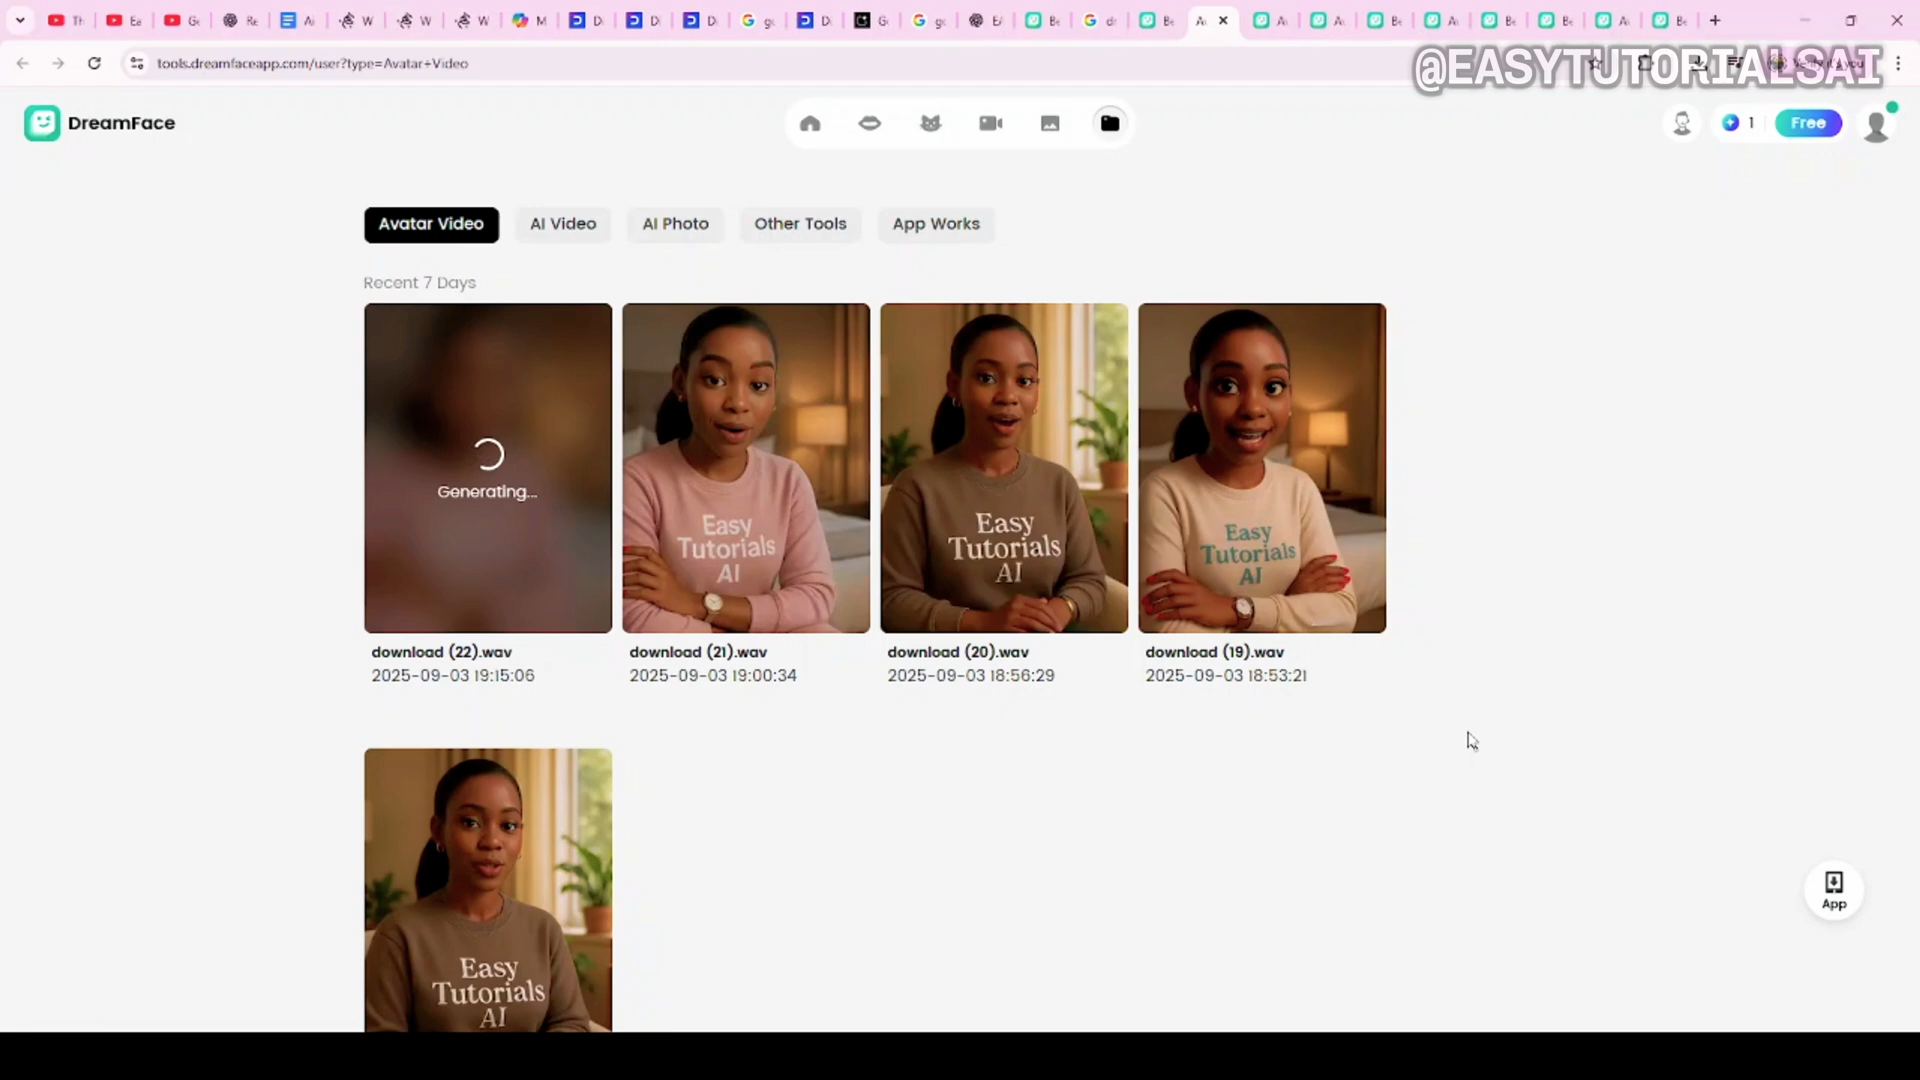 tools.dreamfaceapp.com/user?type=Avatar+Video
@EASYTUTORIALSAI
DreamFace
1
Free
Avatar Video
AI Video
AI Photo
Other Tools
App Works
Recent 7 Days
Generating...
Easy
Tutorials
AI
Easy
Tutorials
AI
Easy
Tutorials
AI
download (22).wav
2025-09-03 19:15:06
download (21).wav
2025-09-03 19:00:34
download (20).wav
2025-09-03 18:56:29
download (19).wav
2025-09-03 18:53:21
Easy
Tutorials
AI
App